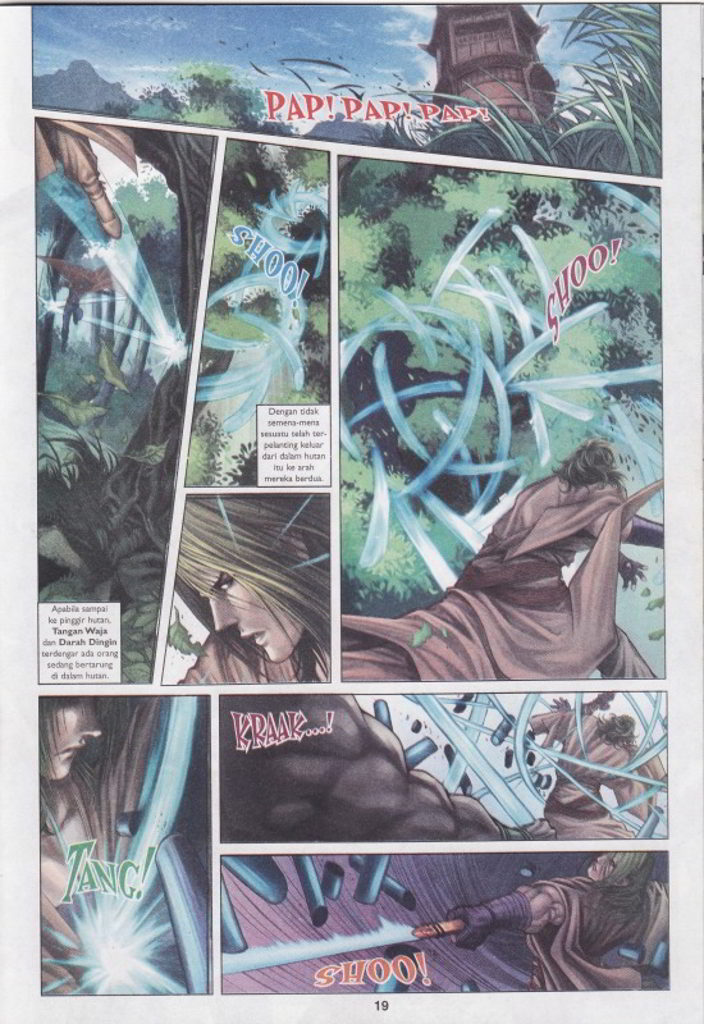 PAP! PAP! PAP!
SHOO!
SHOO!
Dengan tidak
semena-mena
sesuatu telah ter-
pelanting keluar
dari dalam hutan
itu ke arah
mereka berdua.
Apabila sampai
ke pinggir hutan,
Tangan Waja
dan Darah Dingin
terdengar ada orang
sedang bertarung
di dalam hutan.
TANG!
KRAAK...!
SHOO!
19